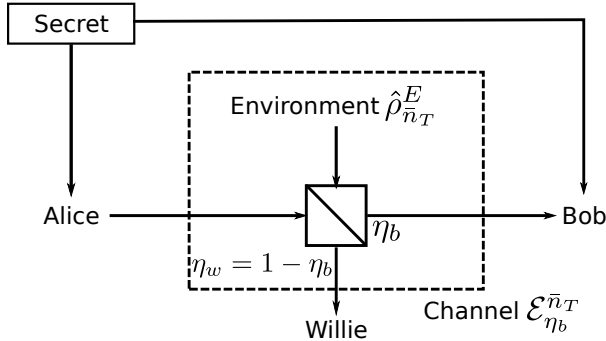 Secret
Environment $\hat{\rho}^{E}_{\bar{n}_T}$
Alice
$\eta_b$
Bob
$\eta_w = 1 - \eta_b$
Channel $\mathcal{E}^{\bar{n}_T}_{\eta_b}$
Willie